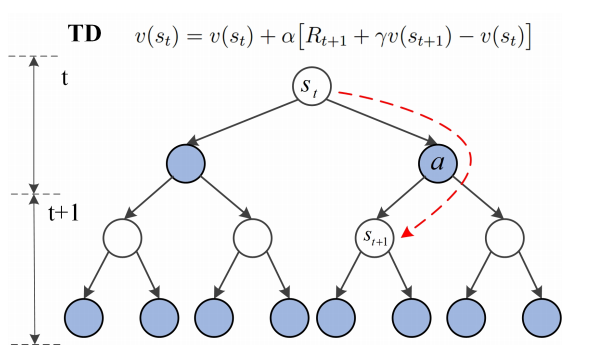 TD v(s_t) = v(s_t) + α[R_{t+1} + γv(s_{t+1}) − v(s_t)]
t
s_t
a
t+1
s_{t+1}